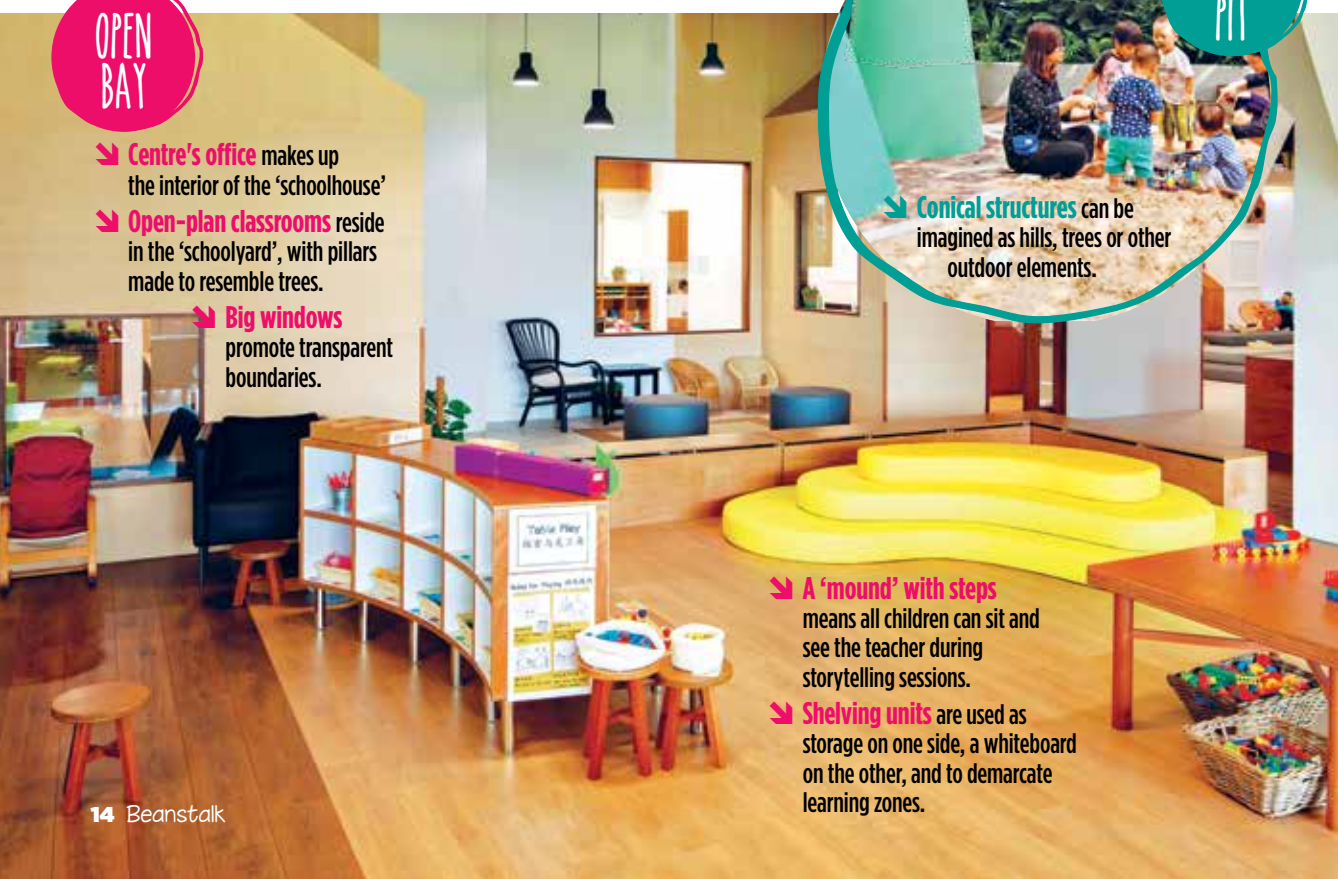 OPEN
BAY
Centre's office makes up
the interior of the ‘schoolhouse’
Open-plan classrooms reside
in the ‘schoolyard’, with pillars
made to resemble trees.
Big windows
promote transparent
boundaries.
PIT
Conical structures can be
imagined as hills, trees or other
outdoor elements.
Table Play
A ‘mound’ with steps
means all children can sit and
see the teacher during
storytelling sessions.
Shelving units are used as
storage on one side, a whiteboard
on the other, and to demarcate
learning zones.
14 Beanstalk